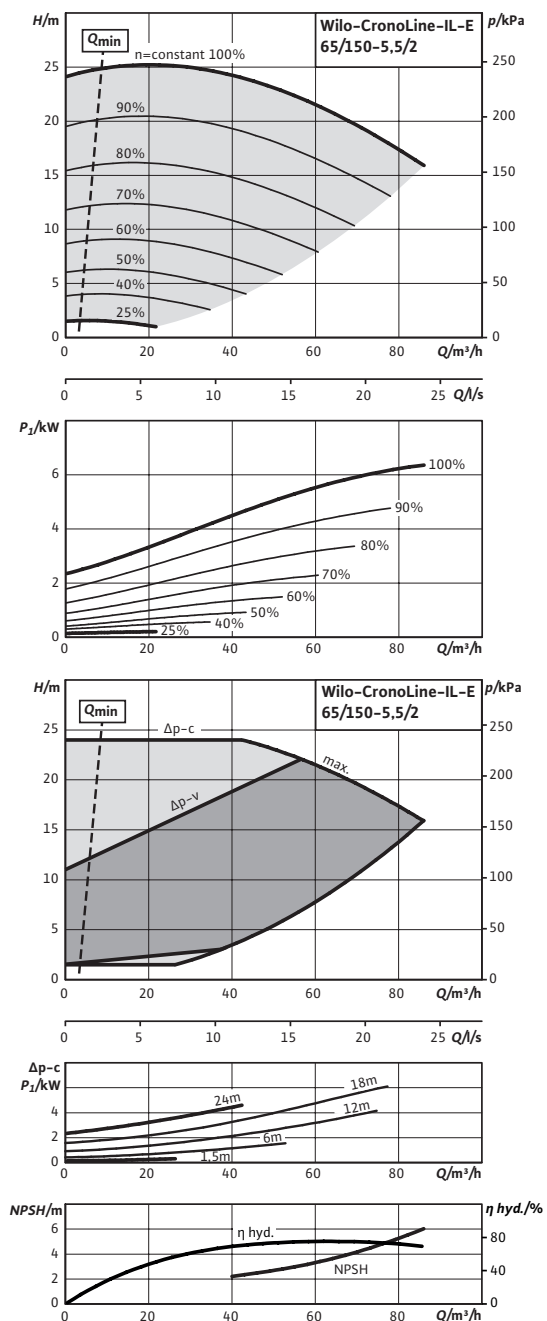 H/m
Qmin
n=constant 100%
Wilo-CronoLine-IL-E
65/150-5,5/2
p/kPa
25
20
15
10
5
0
90%
80%
70%
60%
50%
40%
25%
250
200
150
100
50
0
0 20 40 60 80 Q/m³/h
0 5 10 15 20 25 Q/l/s
P1/kW
6
4
2
0
100%
90%
80%
70%
60%
50%
40%
25%
0 20 40 60 80 Q/m³/h
H/m
Qmin
Δp-c
Wilo-CronoLine-IL-E
65/150-5,5/2
p/kPa
25
20
15
10
5
0
max.
Δp-v
250
200
150
100
50
0
0 20 40 60 80 Q/m³/h
0 5 10 15 20 25 Q/l/s
Δp-c
P1/kW
4
2
0
24m
18m
12m
6m
1,5m
0 20 40 60 80 Q/m³/h
NPSH/m
η hyd./%
6
4
2
0
η hyd.
NPSH
80
40
0
0 20 40 60 80 Q/m³/h